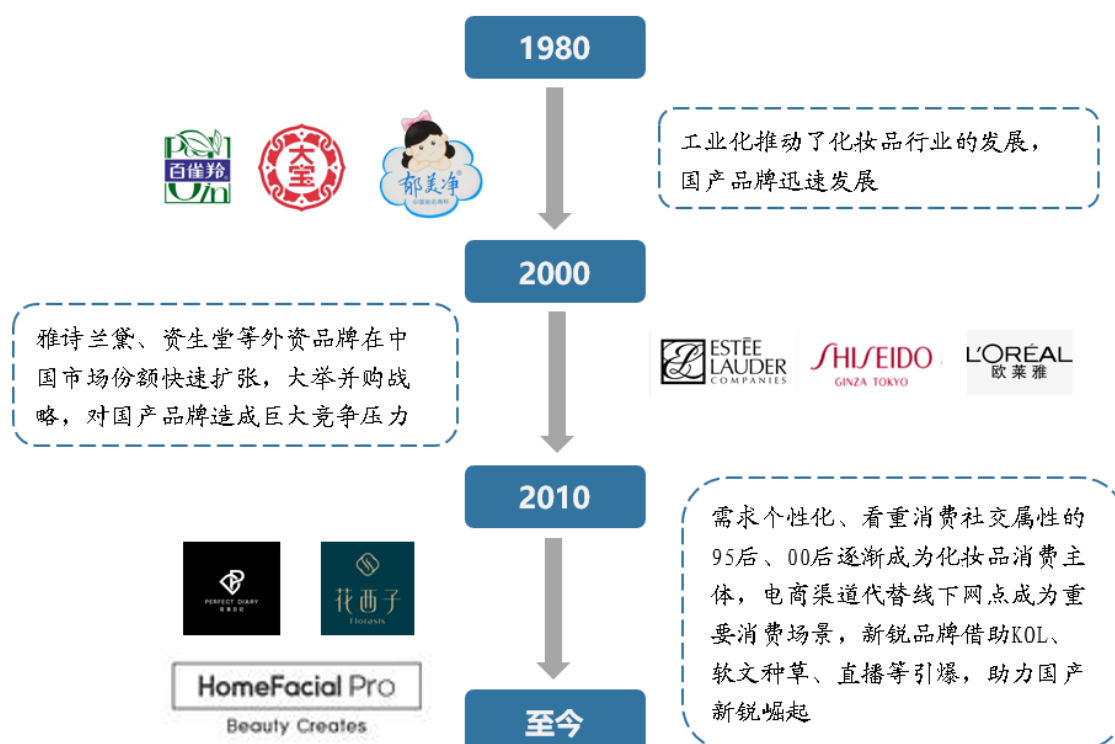 1980
百雀羚
大宝
郁美净
工业化推动了化妆品行业的发展，
国产品牌迅速发展
2000
雅诗兰黛、资生堂等外资品牌在中
国市场份额快速扩张，大举并购战
略，对国产品牌造成巨大竞争压力
ESTĒE
LAUDER
COMPANIES
SHISEIDO
GINZA TOKYO
L'ORÉAL
欧莱雅
2010
需求个性化、看重消费社交属性的
95后、00后逐渐成为化妆品消费主
体，电商渠道代替线下网点成为重
要消费场景，新锐品牌借助KOL、
软文种草、直播等引爆，助力国产
新锐崛起
PERFECT DIARY
花西子
Florasis
HomeFacial Pro
Beauty Creates
至今